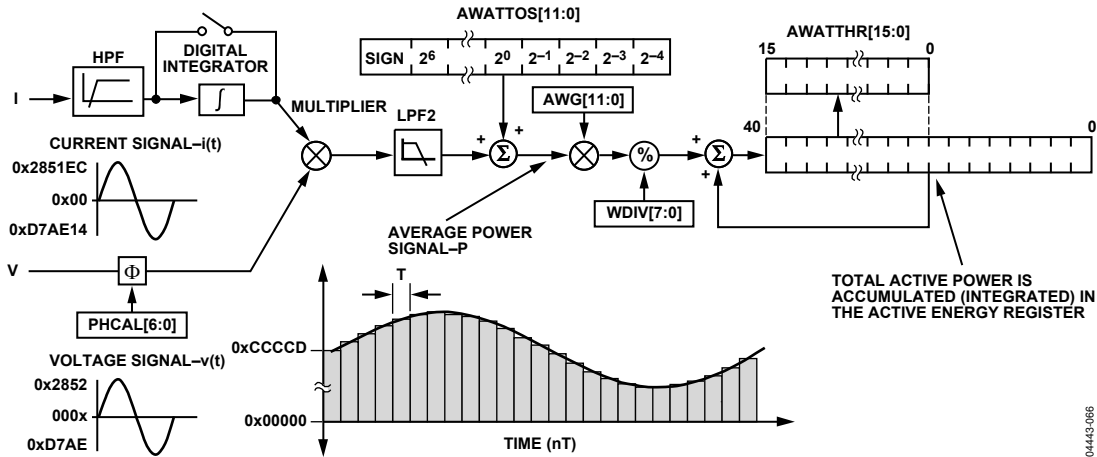 AWATTOS[11:0]
HPF
DIGITAL
INTEGRATOR
SIGN 2^6 2^0 2^–1 2^–2 2^–3 2^–4
AWATTHR[15:0]
15 0
I
∫
MULTIPLIER
LPF2
+ +
Σ
AWG[11:0]
%
WDIV[7:0]
+
Σ
+
40 0
CURRENT SIGNAL–i(t)
0x2851EC
0x00
0xD7AE14
V
Φ
PHCAL[6:0]
AVERAGE POWER
SIGNAL–P
TOTAL ACTIVE POWER IS
ACCUMULATED (INTEGRATED) IN
THE ACTIVE ENERGY REGISTER
VOLTAGE SIGNAL–v(t)
0x2852
000x
0xD7AE
T
0xCCCCD
0x00000
TIME (nT)
04443-066